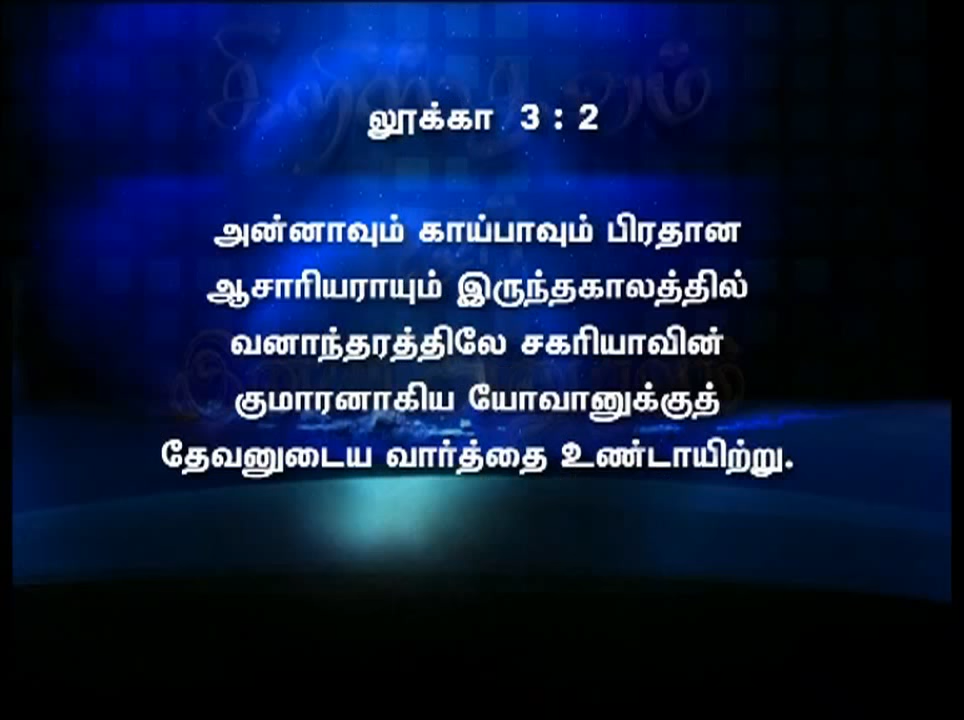 லூக்கா 3 : 2
அன்னாவும் காய்பாவும் பிரதான
ஆசாரியராயும் இருந்தகாலத்தில்
வனாந்தரத்திலே சகரியாவின்
குமாரனாகிய யோவானுக்குத்
தேவனுடைய வார்த்தை உண்டாயிற்று.